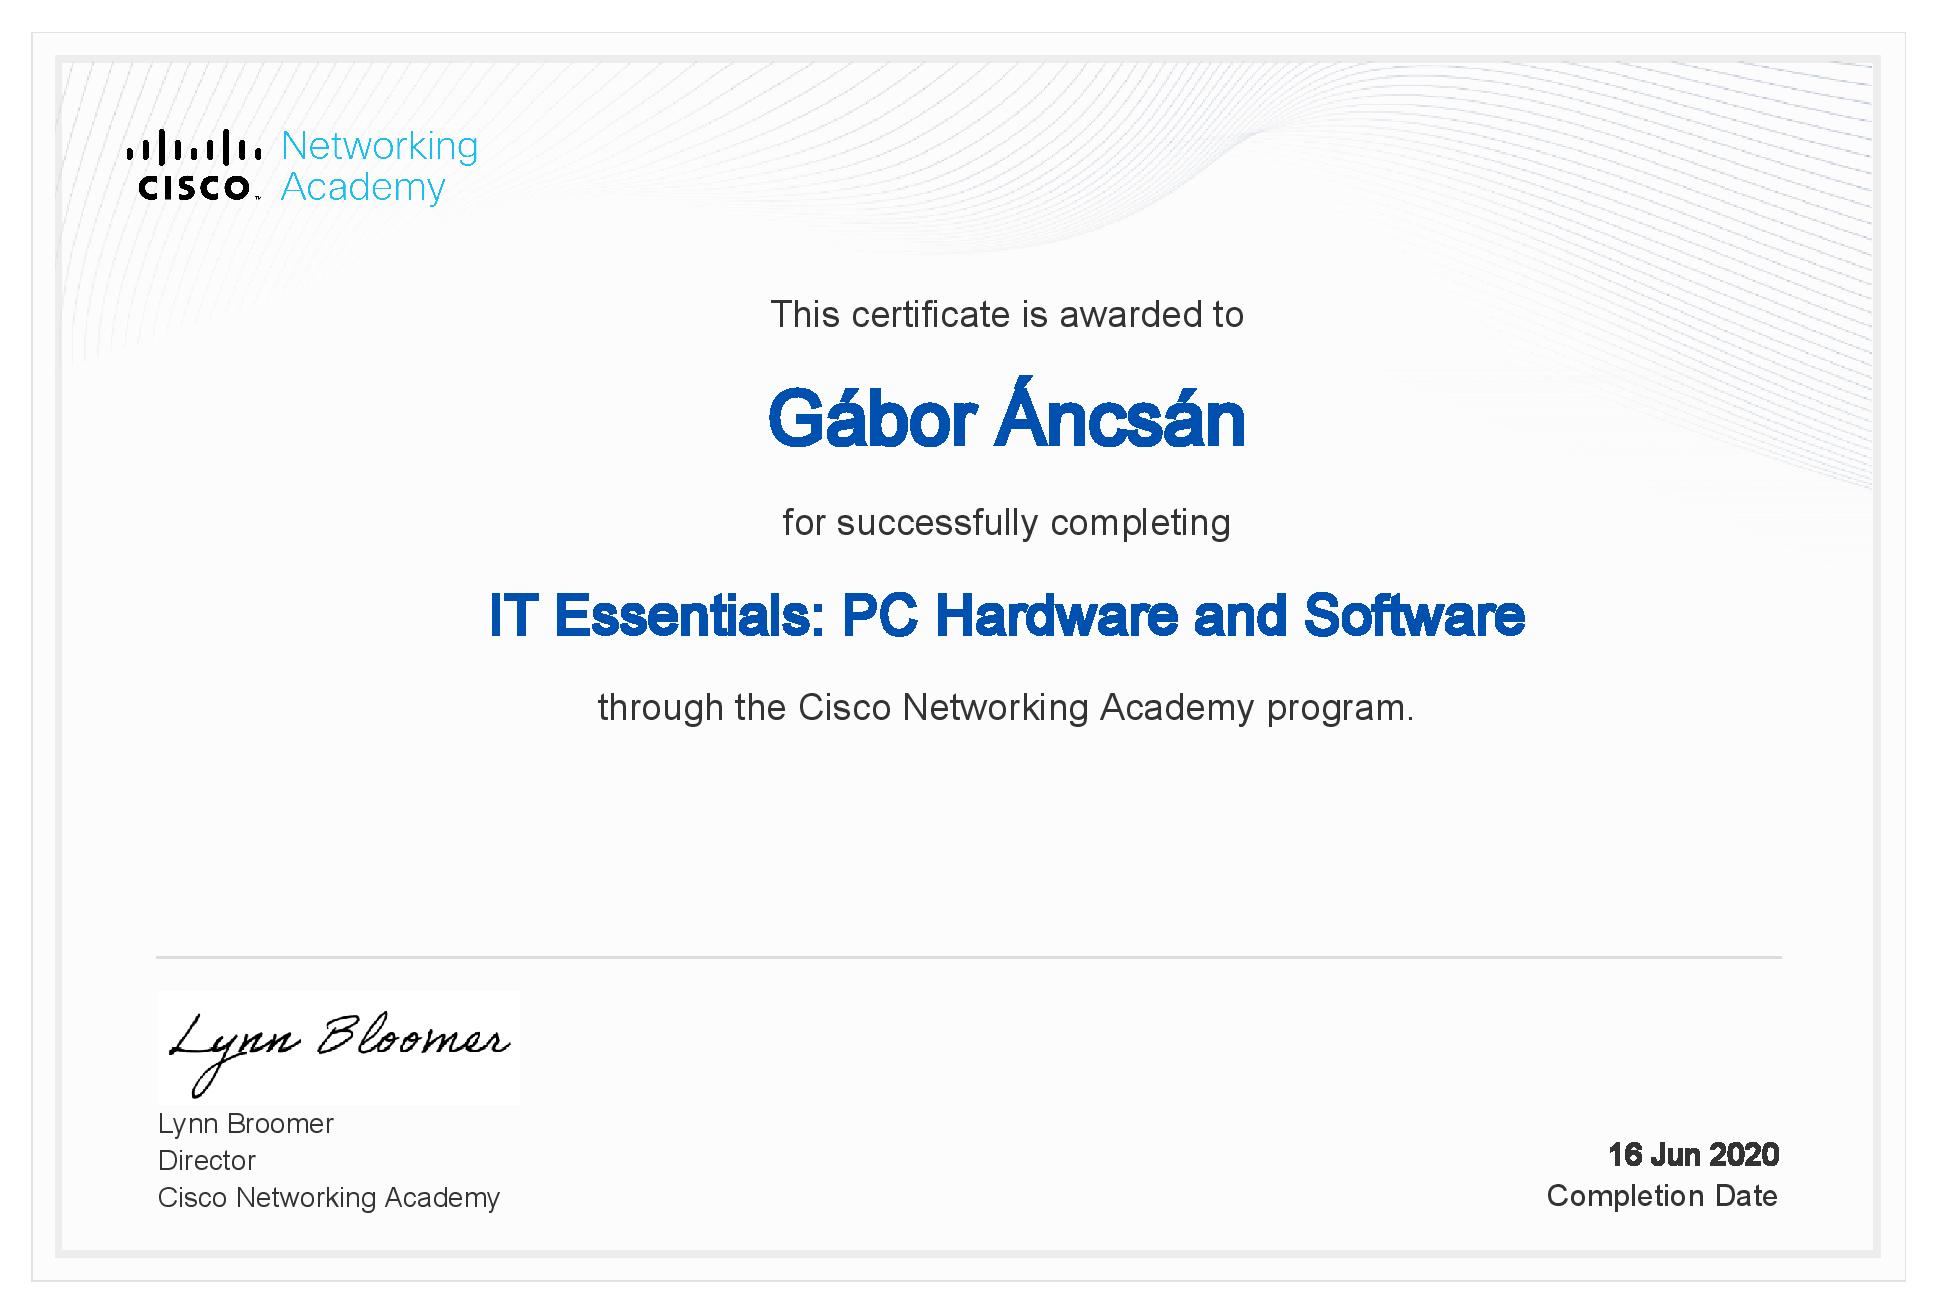 Networking
CISCO™ Academy
This certificate is awarded to
Gábor Áncsán
for successfully completing
IT Essentials: PC Hardware and Software
through the Cisco Networking Academy program.
Lynn Bloomer
Lynn Broomer
Director
Cisco Networking Academy
16 Jun 2020
Completion Date